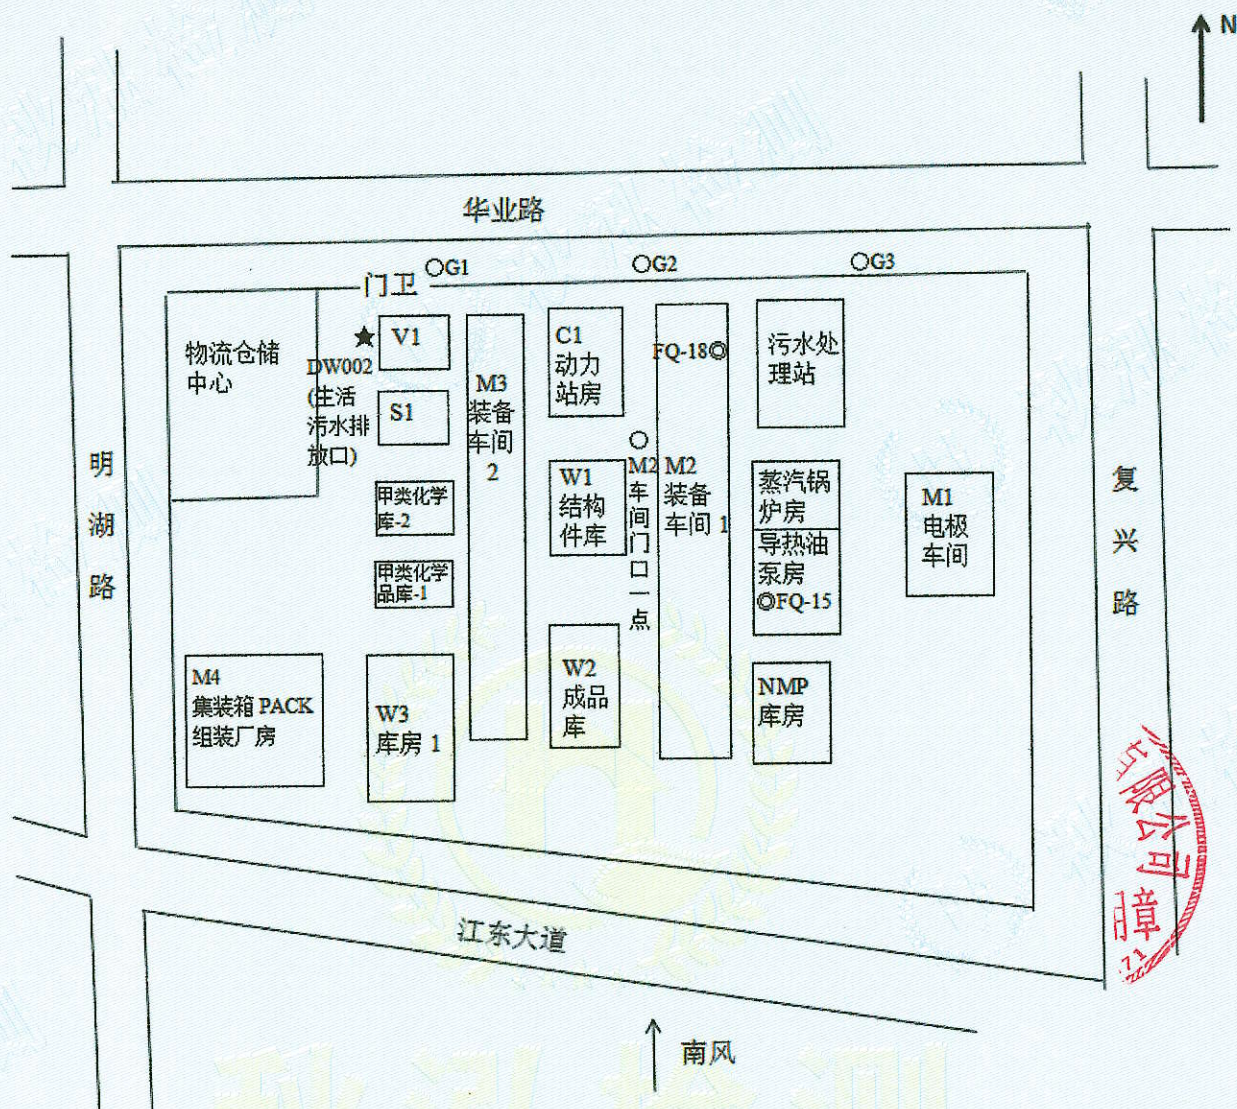 N
华业路
G1
G2
G3
门卫
物流仓储
中心
DW002
(生活
污水排
放口)
V1
S1
甲类化学
库-2
甲类化学
品库-1
M3
装备
车间
2
C1
动力
站房
W1
结构
件库
M2
车
间
门
口
一
点
FQ-18
M2
装备
车间 1
污水处
理站
蒸汽锅
炉房
导热油
泵房
FQ-15
M1
电极
车间
明
湖
路
复
兴
路
M4
集装箱 PACK
组装厂房
W3
库房 1
W2
成品
库
NMP
库房
江东大道
南风
有限公司
章
71